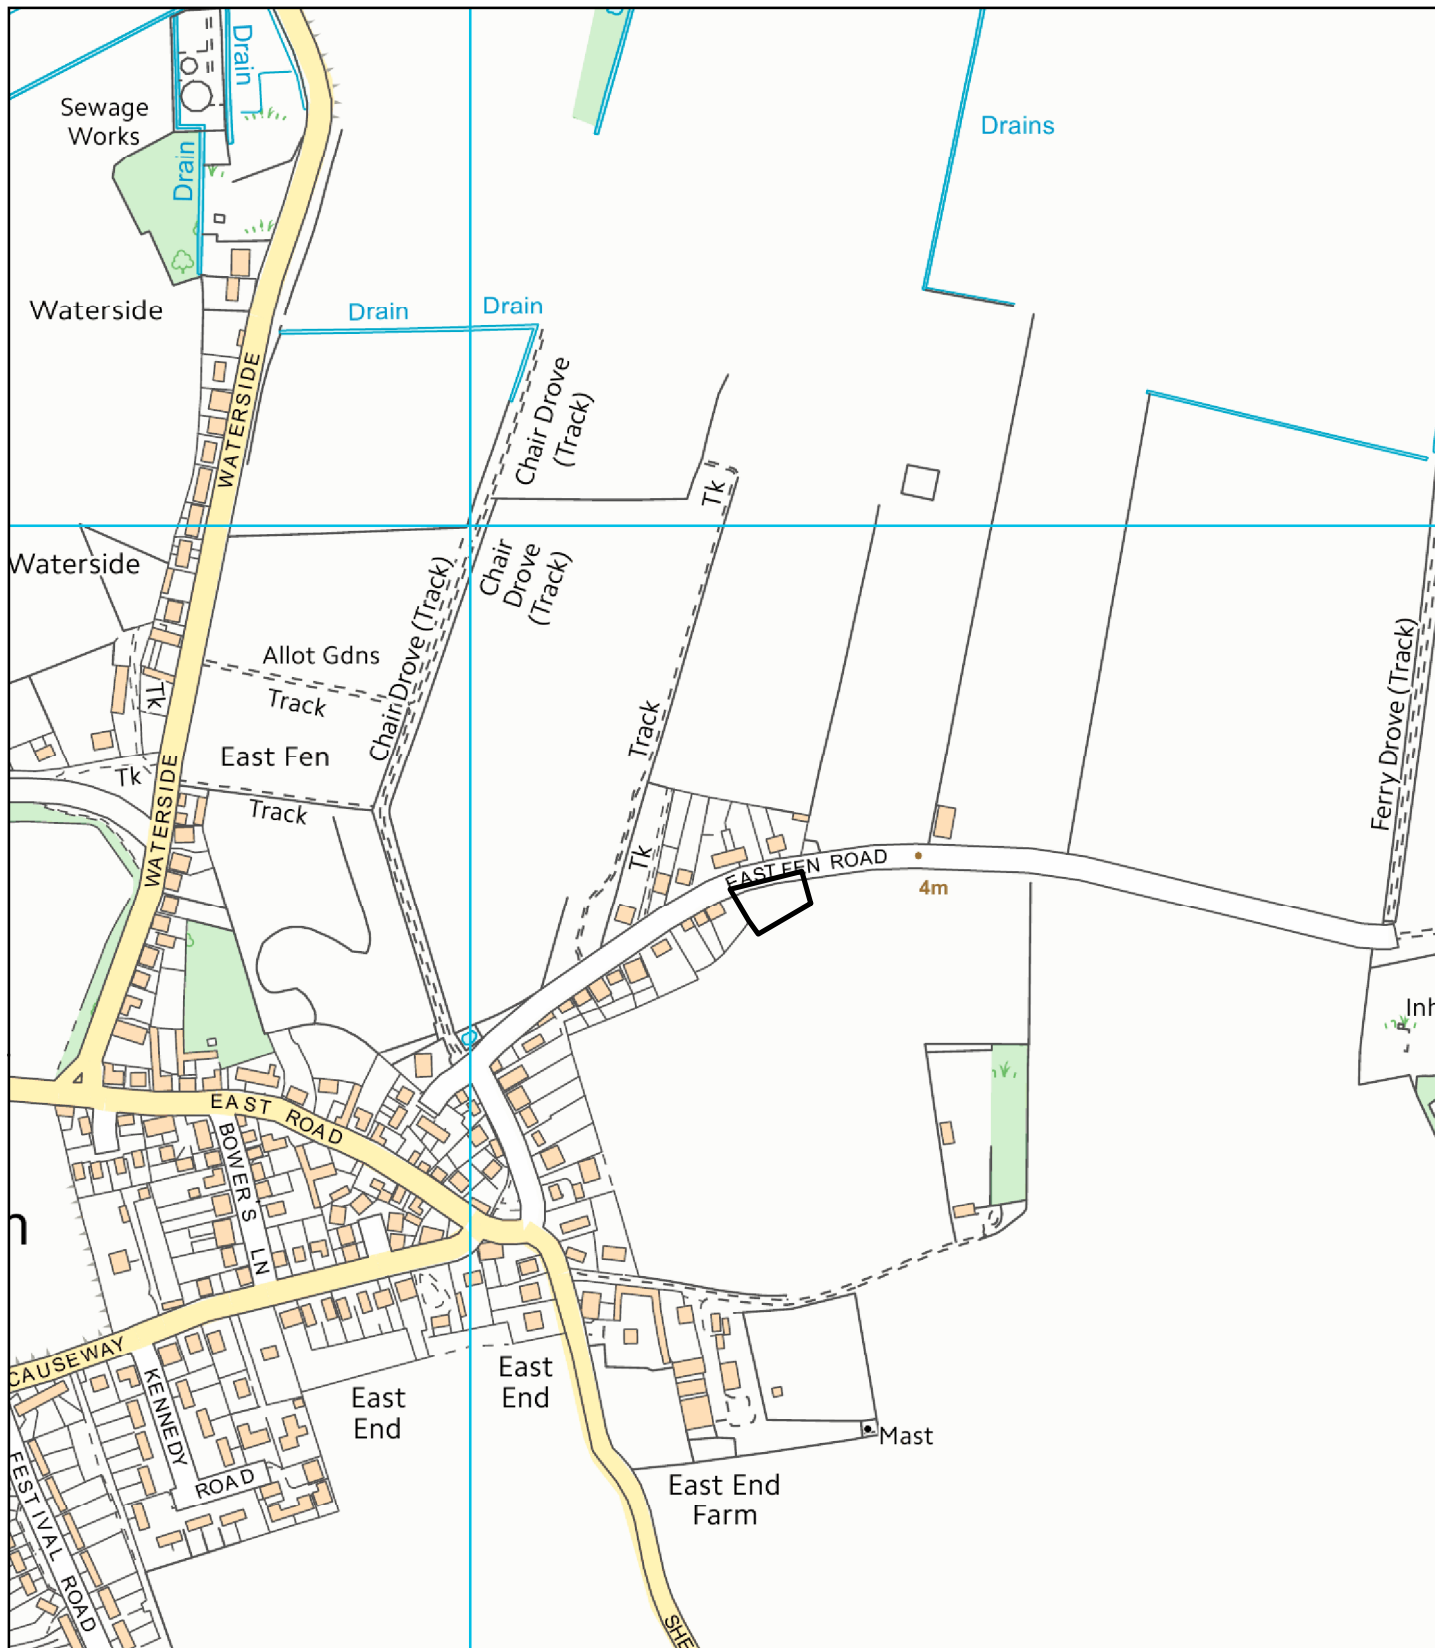 Drain
Sewage
Works
Drains
Drain
Waterside
Drain
Drain
WATERSIDE
Chair Drove
(Track)
Tk
Waterside
Chair
Drove
(Track)
Chair Drove (Track)
Allot Gdns
Track
Tk
East Fen
Track
Ferry Drove (Track)
Tk
WATERSIDE
Track
Tk
EAST FEN ROAD
4m
Inh
EAST ROAD
BOWER'S LN
n
CAUSEWAY
KENNEDY
ROAD
East
End
East
End
Mast
East End
Farm
FESTIVAL ROAD
SHE